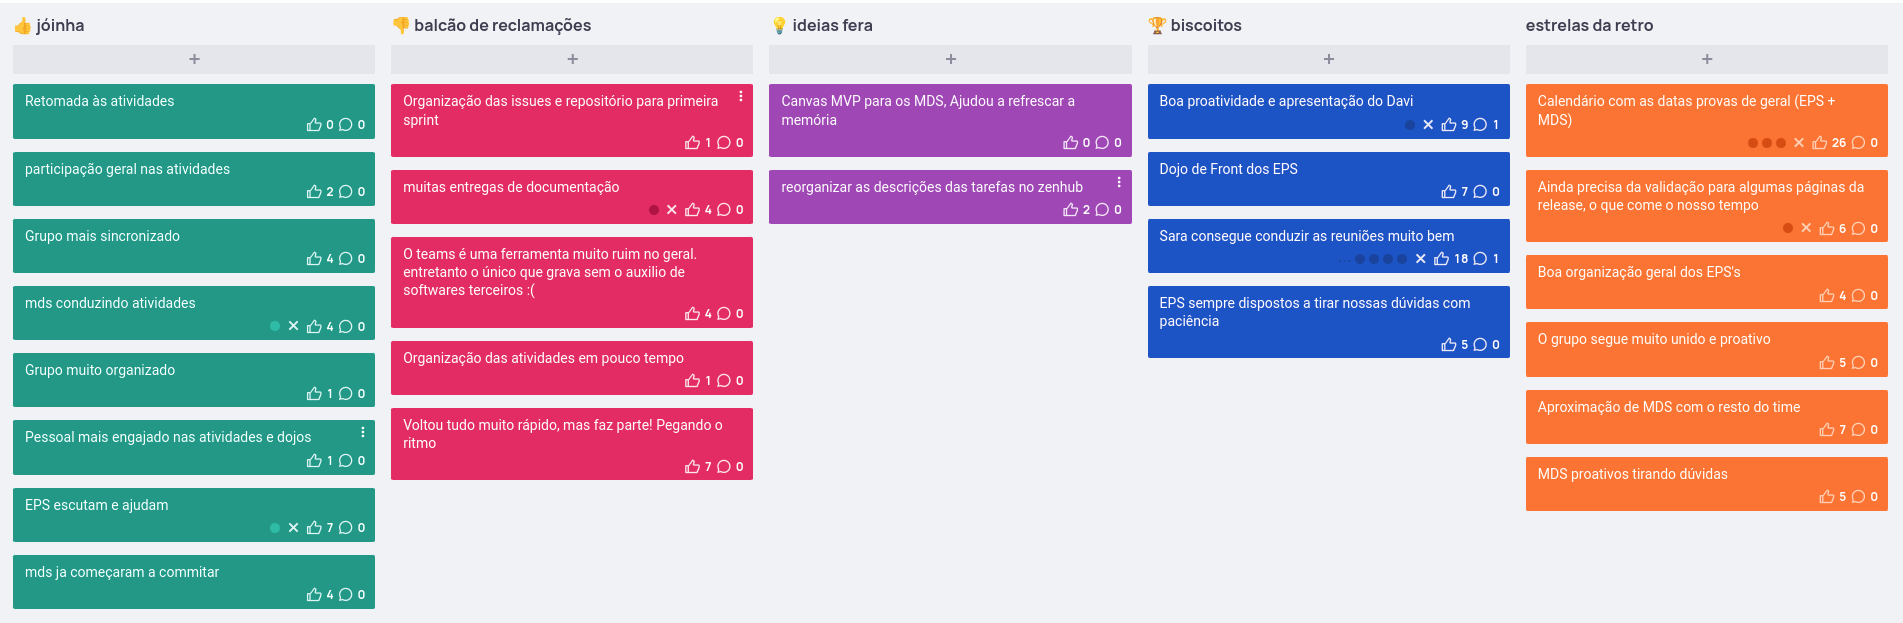 👍 jóinha
+
Retomada às atividades
0 0
participação geral nas atividades
2 0
Grupo mais sincronizado
4 0
mds conduzindo atividades
4 0
Grupo muito organizado
1 0
Pessoal mais engajado nas atividades e dojos
1 0
EPS escutam e ajudam
7 0
mds ja começaram a commitar
4 0
👎 balcão de reclamações
+
Organização das issues e repositório para primeira
sprint
1 0
muitas entregas de documentação
4 0
O teams é uma ferramenta muito ruim no geral.
entretanto o único que grava sem o auxilio de
softwares terceiros :(
4 0
Organização das atividades em pouco tempo
1 0
Voltou tudo muito rápido, mas faz parte! Pegando o
ritmo
7 0
💡 ideias fera
+
Canvas MVP para os MDS, Ajudou a refrescar a
memória
0 0
reorganizar as descrições das tarefas no zenhub
2 0
🏆 biscoitos
+
Boa proatividade e apresentação do Davi
9 1
Dojo de Front dos EPS
7 0
Sara consegue conduzir as reuniões muito bem
... 18 1
EPS sempre dispostos a tirar nossas dúvidas com
paciência
5 0
estrelas da retro
+
Calendário com as datas provas de geral (EPS +
MDS)
26 0
Ainda precisa da validação para algumas páginas da
release, o que come o nosso tempo
6 0
Boa organização geral dos EPS's
4 0
O grupo segue muito unido e proativo
5 0
Aproximação de MDS com o resto do time
7 0
MDS proativos tirando dúvidas
5 0